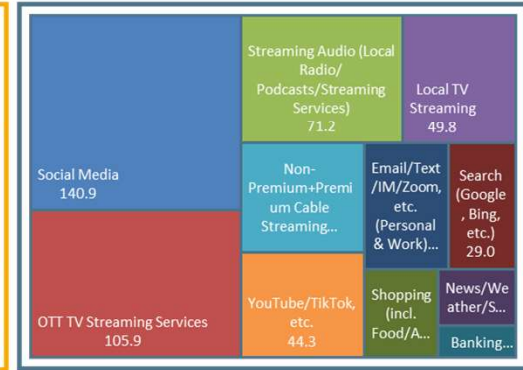 Social Media
140.9
OTT TV Streaming Services
105.9
Streaming Audio (Local
Radio/
Podcasts/Streaming
Services)
71.2
Local TV
Streaming
49.8
Non-
Premium+Premi
um Cable
Streaming...
Email/Text
/IM/Zoom,
etc.
(Personal
& Work)...
Search
(Google
, Bing,
etc.)
29.0
YouTube/TikTok,
etc.
44.3
Shopping
(incl.
Food/A...
News/We
ather/S...
Banking...